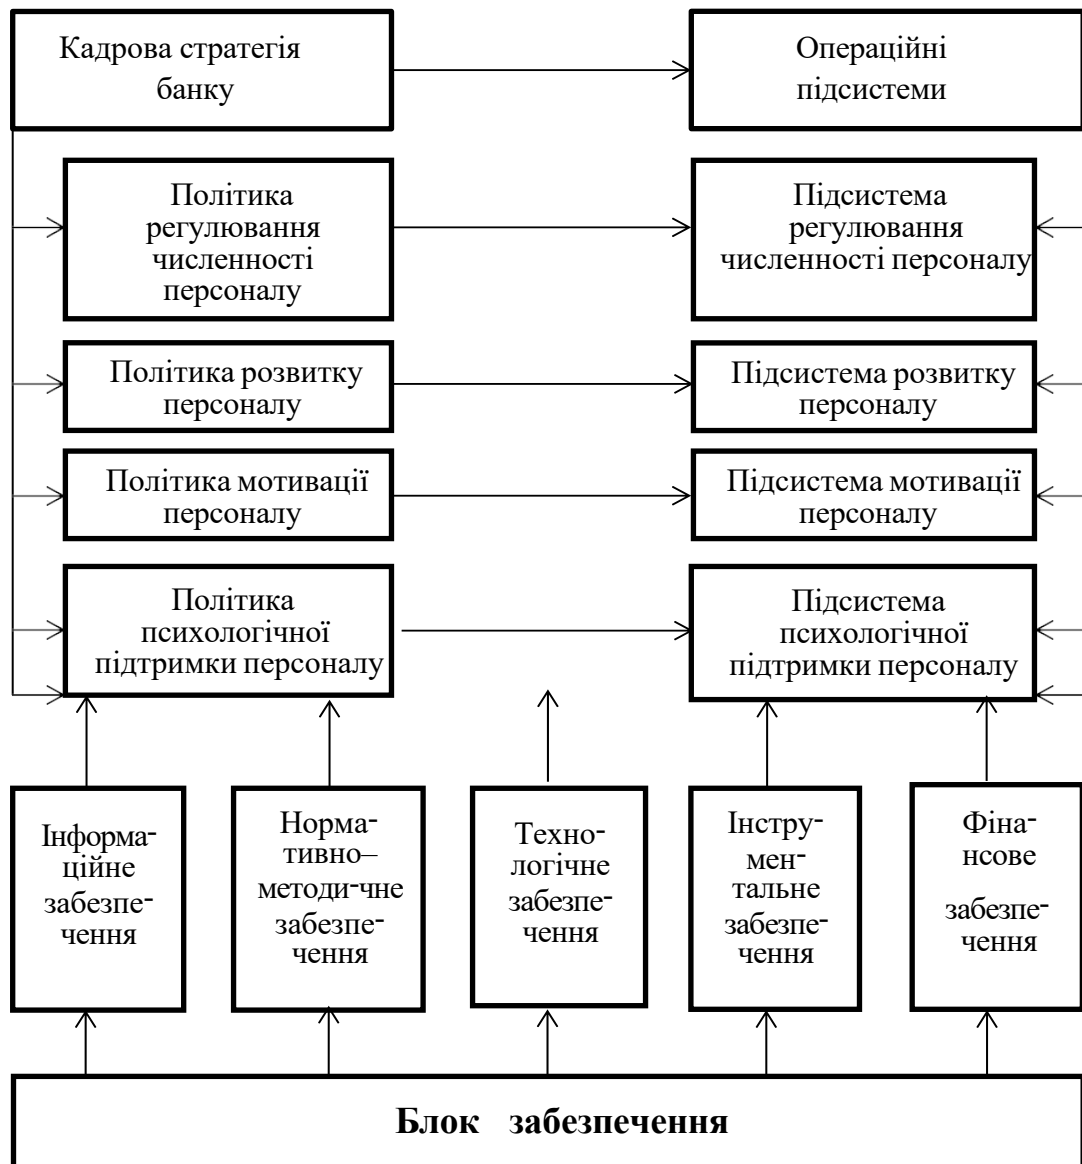 Кадрова стратегія
банку
Операційні
підсистеми
Політика
регулювання
численності
персоналу
Підсистема
регулювання
численності персоналу
Політика розвитку
персоналу
Підсистема розвитку
персоналу
Політика мотивації
персоналу
Підсистема мотивації
персоналу
Політика
психологічної
підтримки персоналу
Підсистема
психологічної
підтримки персоналу
Інформа-
ційне
забезпе-
чення
Норма-
тивно–
методи-чне
забезпе-
чення
Техно-
логічне
забезпе-
чення
Інстру-
мен-
тальне
забезпе-
чення
Фіна-
нсове
забезпе-
чення
Блок забезпечення